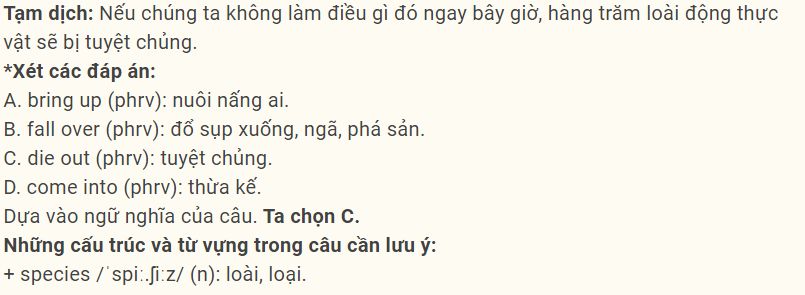 Tạm dịch: Nếu chúng ta không làm điều gì đó ngay bây giờ, hàng trăm loài động thực
vật sẽ bị tuyệt chủng.
*Xét các đáp án:
A. bring up (phrv): nuôi nấng ai.
B. fall over (phrv): đổ sụp xuống, ngã, phá sản.
C. die out (phrv): tuyệt chủng.
D. come into (phrv): thừa kế.
Dựa vào ngữ nghĩa của câu. Ta chọn C.
Những cấu trúc và từ vựng trong câu cần lưu ý:
+ species /ˈspiː.ʃiːz/ (n): loài, loại.